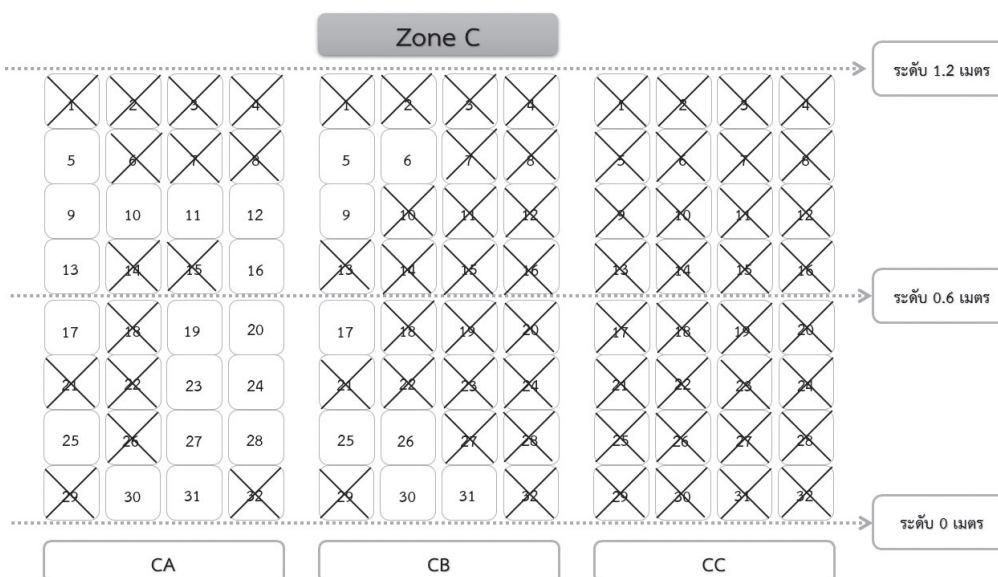 Zone C
ระดับ 1.2 เมตร
1 2 3 4 1 2 3 4 1 2 3 4
5 6 7 8 5 6 7 8 5 6 7 8
9 10 11 12 9 10 11 12 9 10 11 12
13 14 15 16 13 14 15 16 13 14 15 16
ระดับ 0.6 เมตร
17 18 19 20 17 18 19 20 17 18 19 20
21 22 23 24 21 22 23 24 21 22 23 24
25 26 27 28 25 26 27 28 25 26 27 28
29 30 31 32 29 30 31 32 29 30 31 32
ระดับ 0 เมตร
CA CB CC